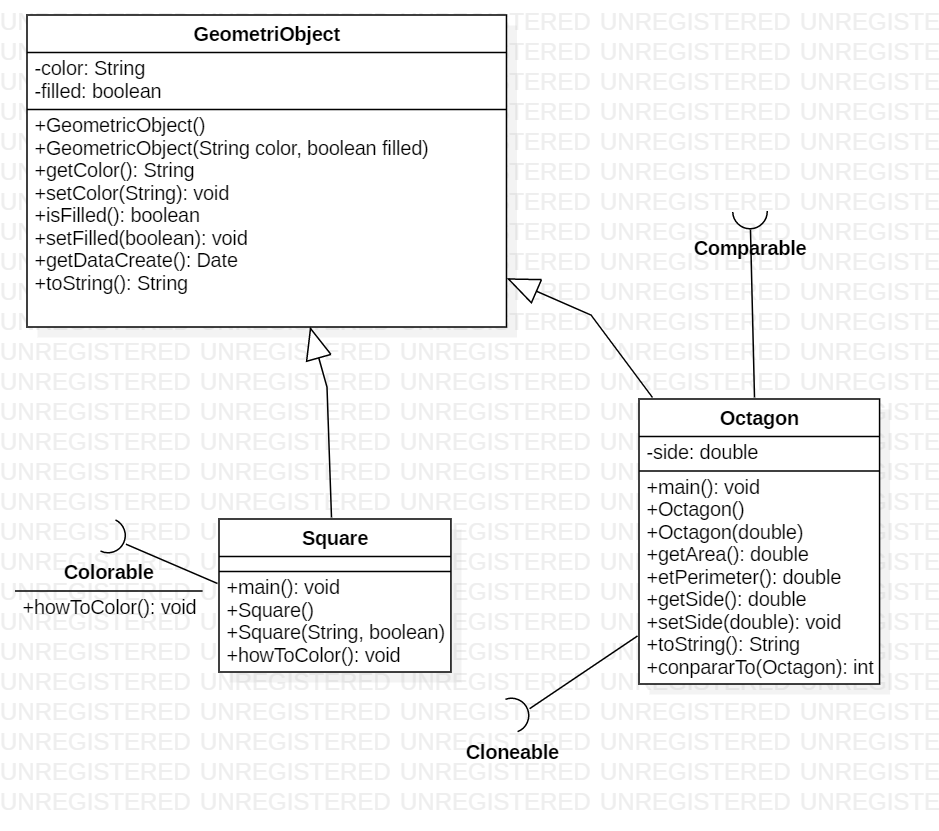 GeometriObject
-color: String
-filled: boolean
+GeometricObject()
+GeometricObject(String color, boolean filled)
+getColor(): String
+setColor(String): void
+isFilled(): boolean
+setFilled(boolean): void
+getDataCreate(): Date
+toString(): String
Comparable
Octagon
-side: double
+main(): void
+Octagon()
+Octagon(double)
+getArea(): double
+etPerimeter(): double
+getSide(): double
+setSide(double): void
+toString(): String
+conpararTo(Octagon): int
Square
+main(): void
+Square()
+Square(String, boolean)
+howToColor(): void
Colorable
+howToColor(): void
Cloneable
UNREGISTERED